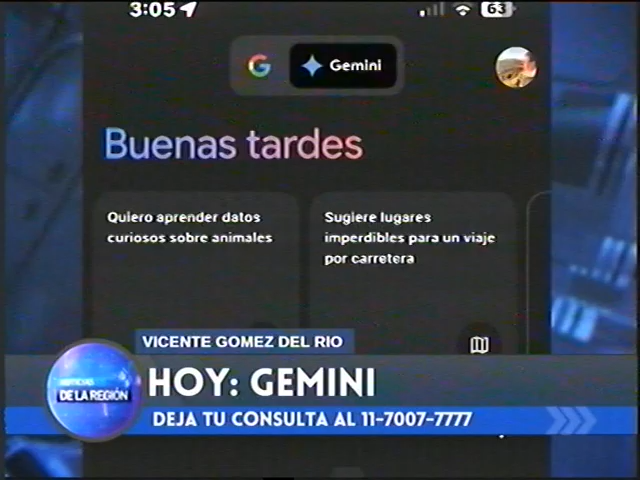 3:05
63
G Gemini
Buenas tardes
Quiero aprender datos
curiosos sobre animales
Sugiere lugares
imperdibles para un viaje
por carretera
VICENTE GOMEZ DEL RIO
NOTICIAS
DE LA REGIÓN
HOY: GEMINI
DEJA TU CONSULTA AL 11-7007-7777